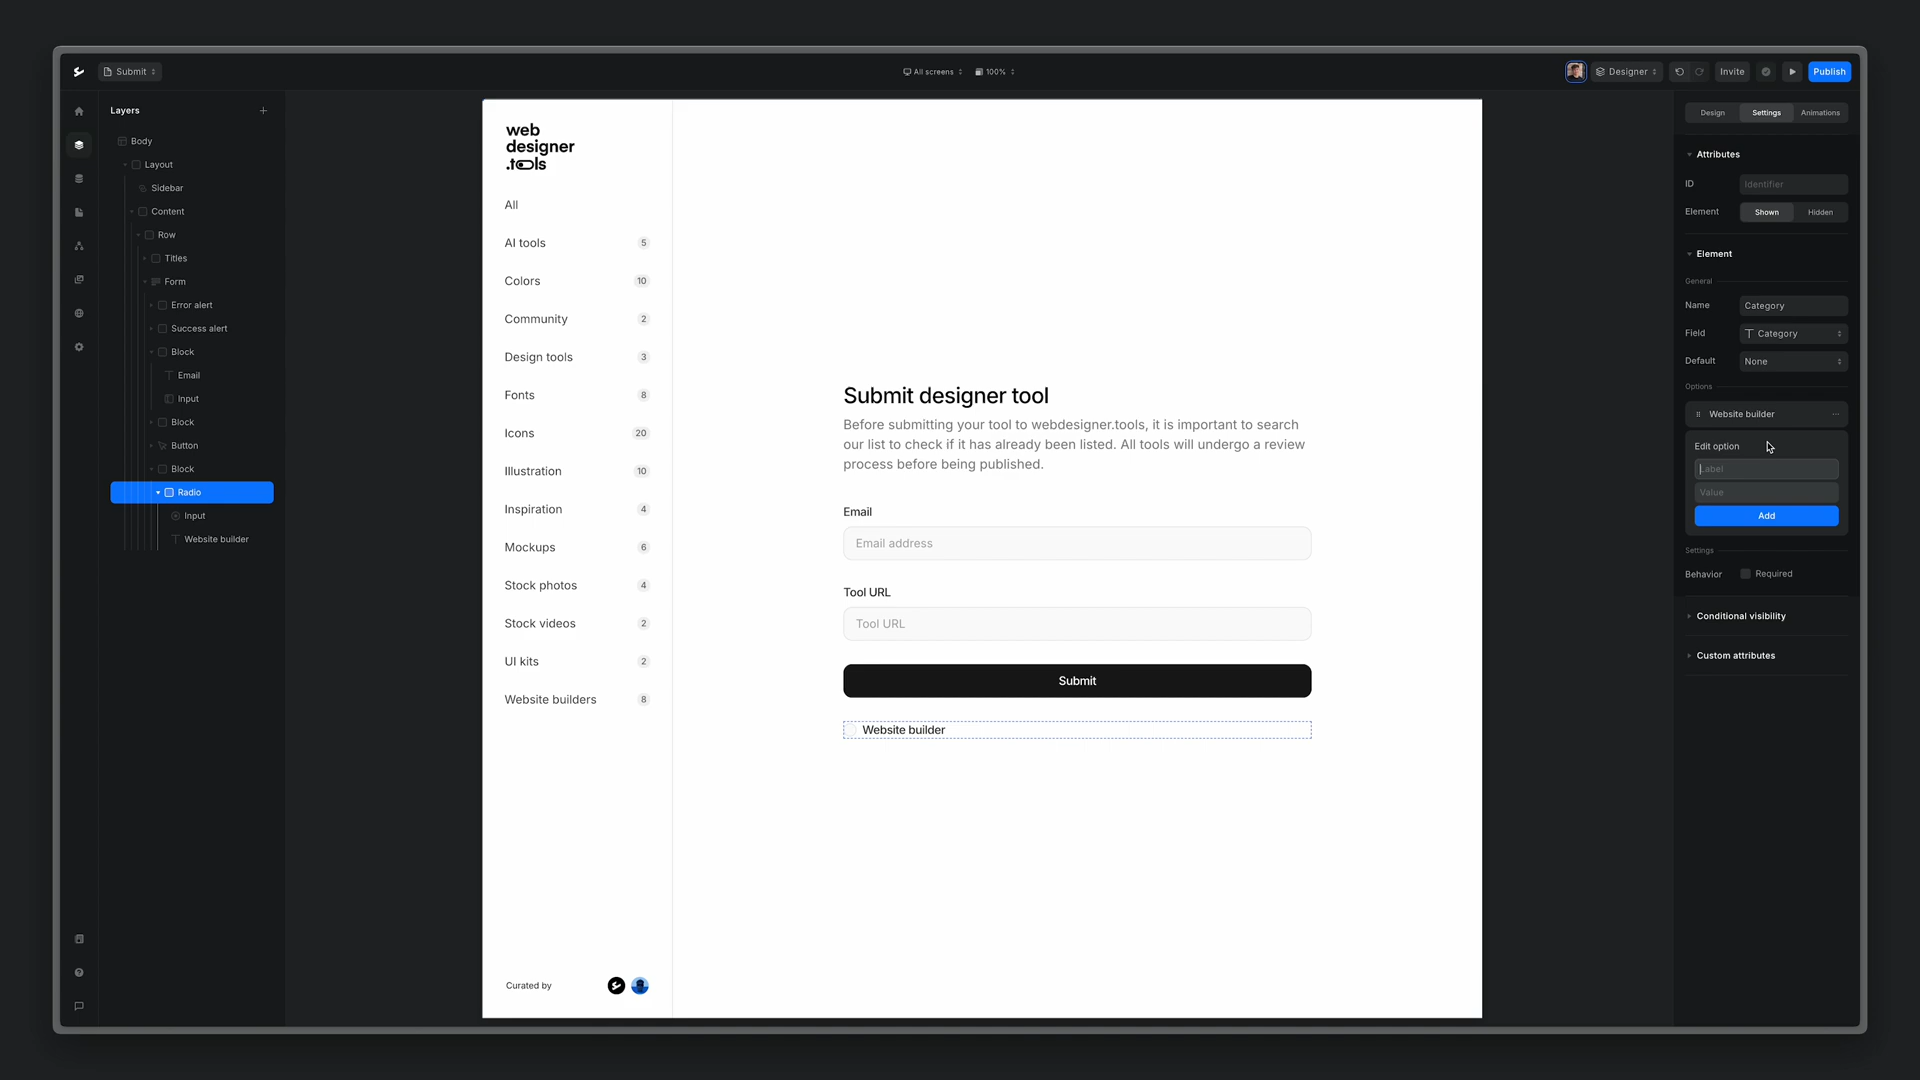 Submit
All screens
100%
Designer
Invite
Publish
Layers
Body
Layout
Sidebar
Content
Row
Titles
Form
Error alert
Success alert
Block
Email
Input
Block
Button
Block
Radio
Input
Website builder
web
designer
.tools
All
AI tools
5
Colors
10
Community
2
Design tools
3
Fonts
8
Icons
20
Illustration
10
Inspiration
4
Mockups
6
Stock photos
4
Stock videos
2
UI kits
2
Website builders
8
Curated by
Submit designer tool
Before submitting your tool to webdesigner.tools, it is important to search
our list to check if it has already been listed. All tools will undergo a review
process before being published.
Email
Email address
Tool URL
Tool URL
Submit
Website builder
Design
Settings
Animations
Attributes
ID
Identifier
Element
Shown
Hidden
Element
General
Name
Category
Field
Category
Default
None
Options
Website builder
Edit option
Label
Value
Add
Settings
Behavior
Required
Conditional visibility
Custom attributes